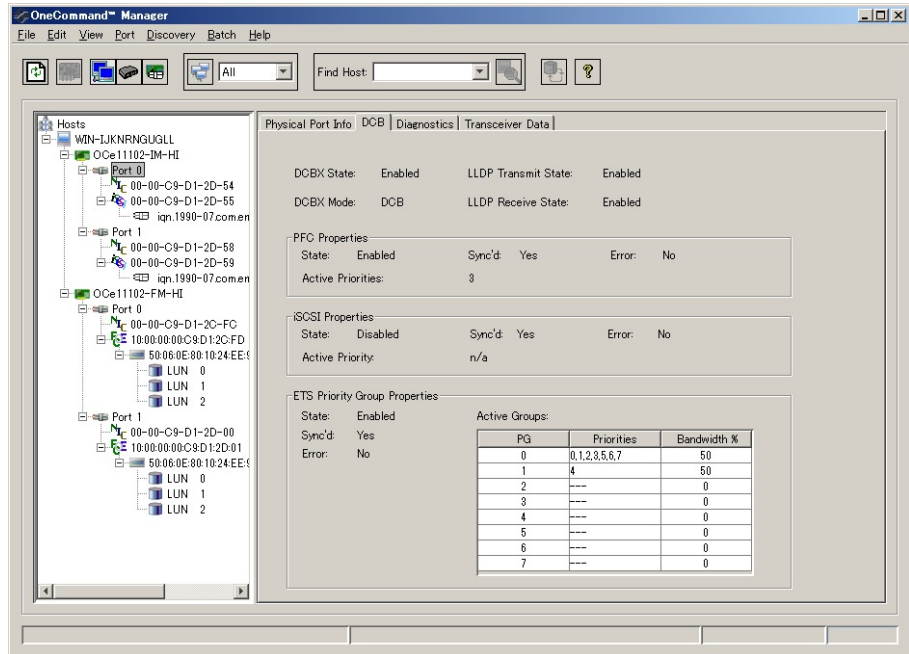 OneCommand™ Manager
File Edit View Port Discovery Batch Help
All
Find Host:
Hosts
WIN-IJKNRNGUGLL
OCe11102-IM-HI
Port 0
00-00-C9-D1-2D-54
00-00-C9-D1-2D-55
iqn.1990-07.com.en
Port 1
00-00-C9-D1-2D-58
00-00-C9-D1-2D-59
iqn.1990-07.com.en
OCe11102-FM-HI
Port 0
00-00-C9-D1-2C-FC
10:00:00:00:C9:D1:2C:FD
50:06:0E:80:10:24:EE:9
LUN 0
LUN 1
LUN 2
Port 1
00-00-C9-D1-2D-00
10:00:00:00:C9:D1:2D:01
50:06:0E:80:10:24:EE:9
LUN 0
LUN 1
LUN 2
Physical Port Info DCB Diagnostics Transceiver Data
DCBX State: Enabled LLDP Transmit State: Enabled
DCBX Mode: DCB LLDP Receive State: Enabled
PFC Properties
State: Enabled Sync'd: Yes Error: No
Active Priorities: 3
iSCSI Properties
State: Disabled Sync'd: Yes Error: No
Active Priority: n/a
ETS Priority Group Properties
State: Enabled Active Groups:
Sync'd: Yes
Error: No
PG Priorities Bandwidth %
0 0,1,2,3,5,6,7 50
1 4 50
2 --- 0
3 --- 0
4 --- 0
5 --- 0
6 --- 0
7 --- 0